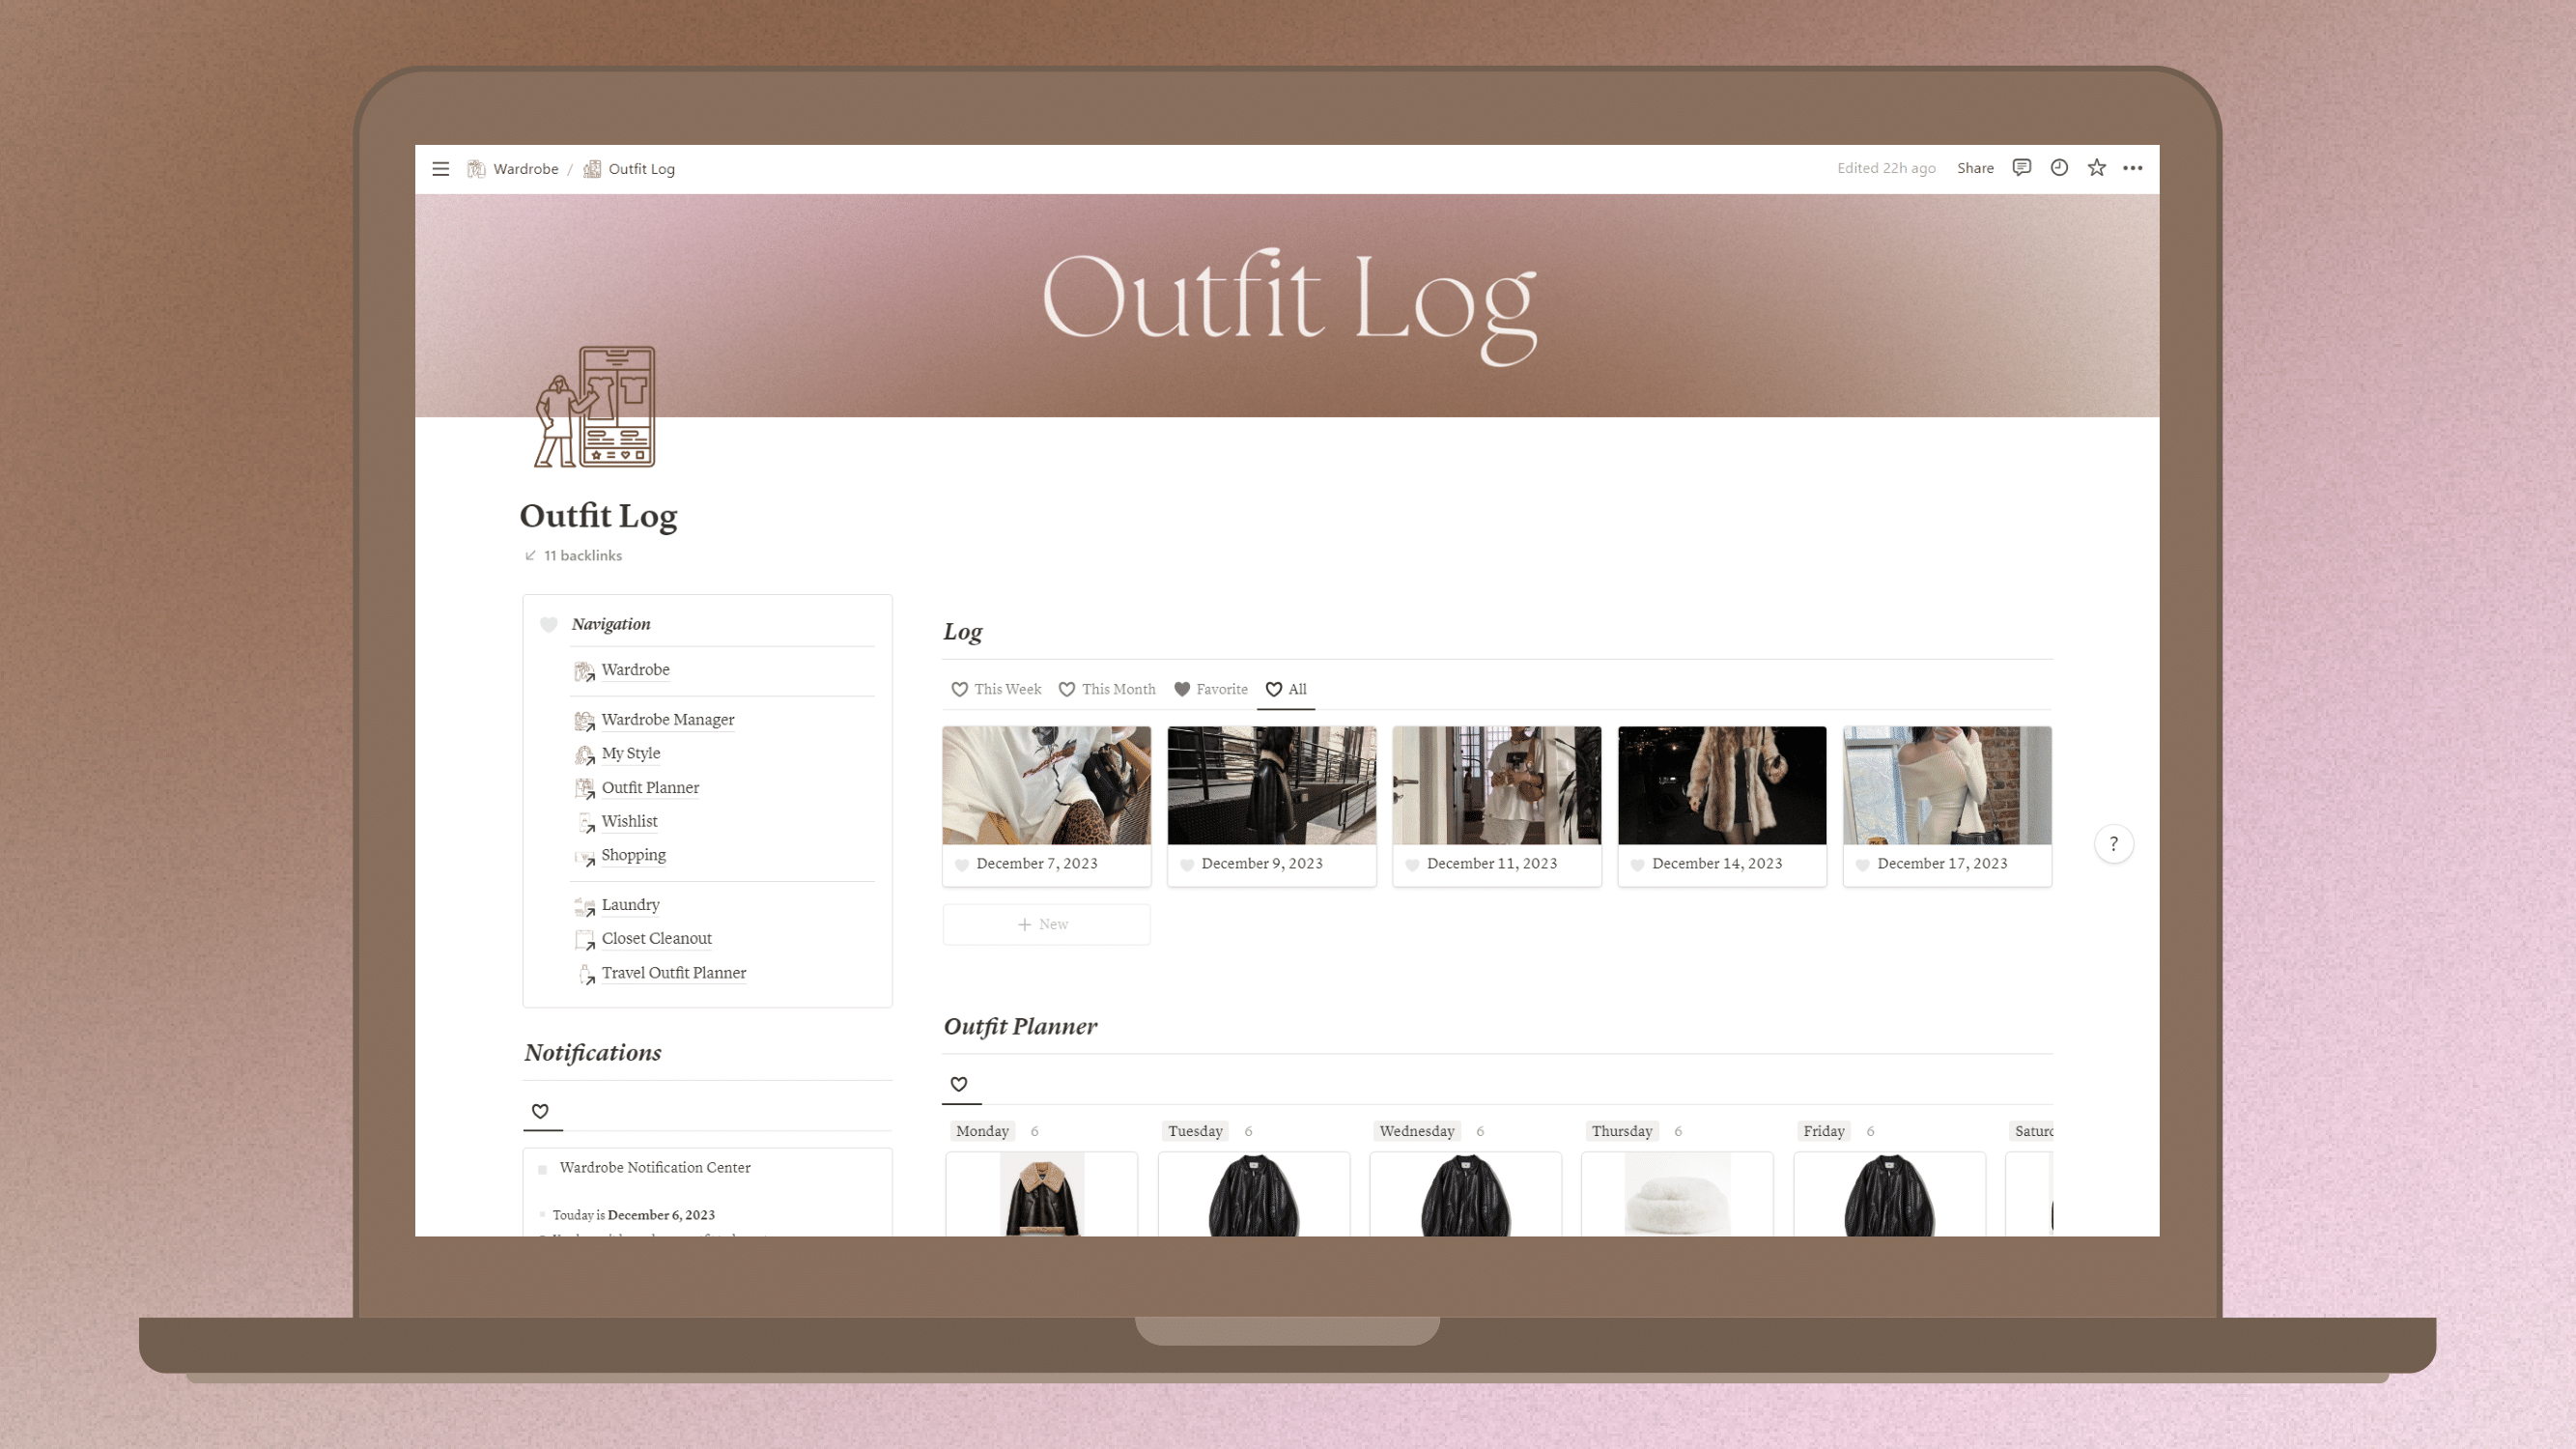 Wardrobe / Outfit Log
Edited 22h ago Share
Outfit Log
Outfit Log
11 backlinks
Navigation
Wardrobe
Wardrobe Manager
My Style
Outfit Planner
Wishlist
Shopping
Laundry
Closet Cleanout
Travel Outfit Planner
Notifications
Wardrobe Notification Center
Touday is December 6, 2023
Log
This Week This Month Favorite All
December 7, 2023 December 9, 2023 December 11, 2023 December 14, 2023 December 17, 2023
+ New
?
Outfit Planner
Monday 6 Tuesday 6 Wednesday 6 Thursday 6 Friday 6